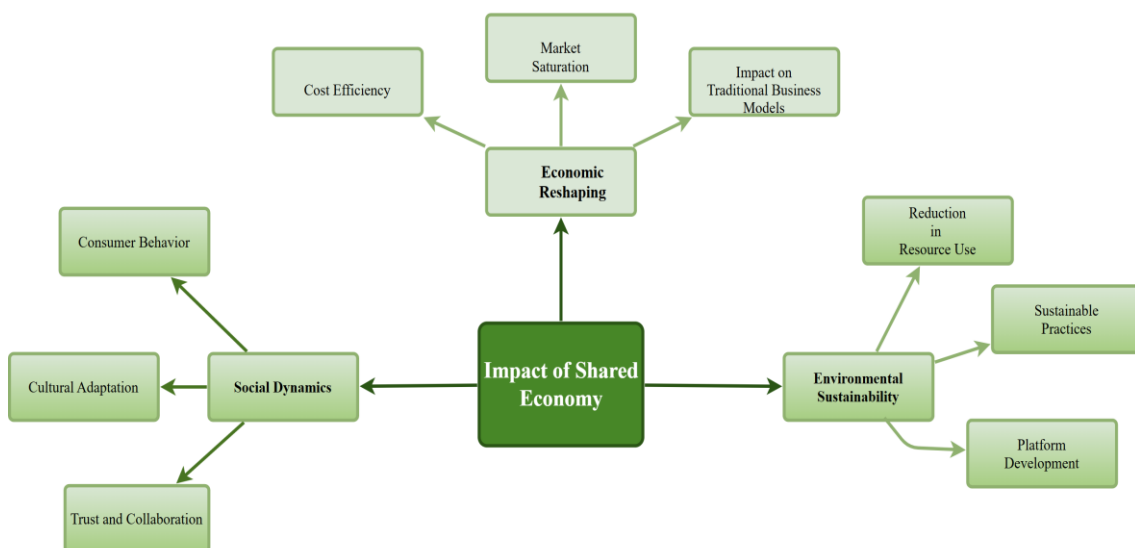 Market
Saturation
Cost Efficiency
Impact on
Traditional Business
Models
Economic
Reshaping
Reduction
in
Resource Use
Consumer Behavior
Sustainable
Practices
Cultural Adaptation
Social Dynamics
Impact of Shared
Economy
Environmental
Sustainability
Platform
Development
Trust and Collaboration